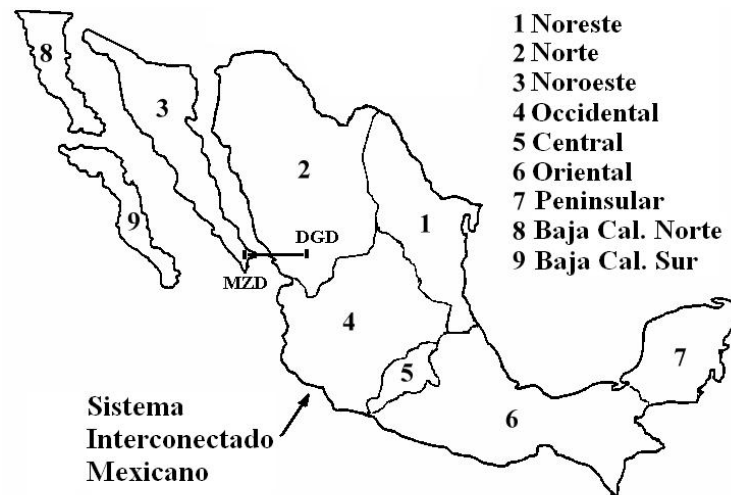 1 Noreste
2 Norte
3 Noroeste
4 Occidental
5 Central
6 Oriental
7 Peninsular
8 Baja Cal. Norte
9 Baja Cal. Sur
8
3
2
1
9
DGD
MZD
4
5
7
6
Sistema
Interconectado
Mexicano